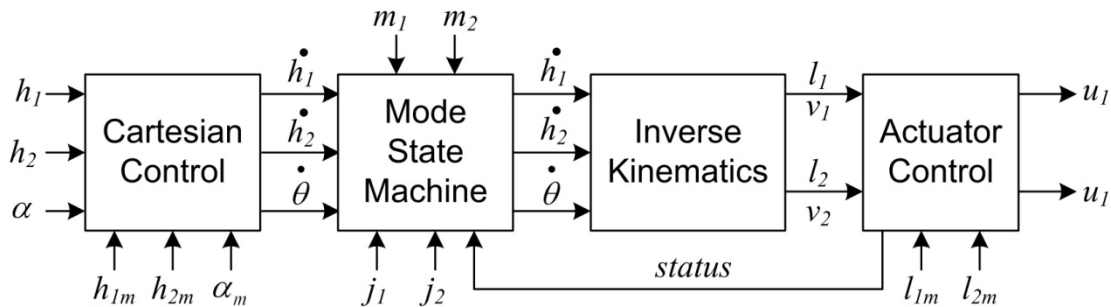 m₁ m₂
h₁ ḣ₁ ḣ₁ l₁ u₁
v₁
Cartesian Control
Mode State Machine
Inverse Kinematics
Actuator Control
h₂ ḣ₂ ḣ₂
α θ̇ θ̇ l₂ u₁
v₂
status
h₁ₘ h₂ₘ αₘ j₁ j₂ l₁ₘ l₂ₘ